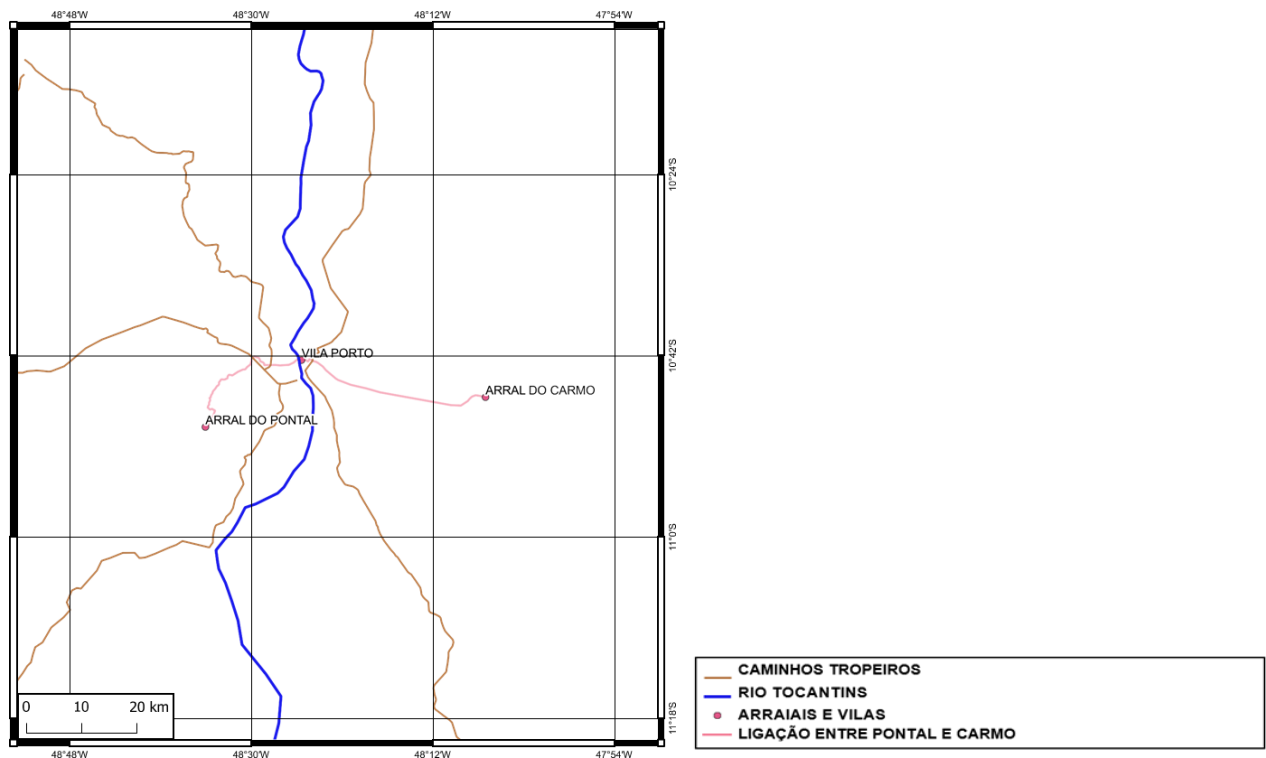 48°48'W 48°30'W 48°12'W 47°54'W
10°24'S
VILA PORTO
10°42'S
ARRAL DO CARMO
ARRAL DO PONTAL
11°0'S
CAMINHOS TROPEIROS
RIO TOCANTINS
0 10 20 km
ARRAIAIS E VILAS
11°18'S
LIGAÇÃO ENTRE PONTAL E CARMO
48°48'W 48°30'W 48°12'W 47°54'W